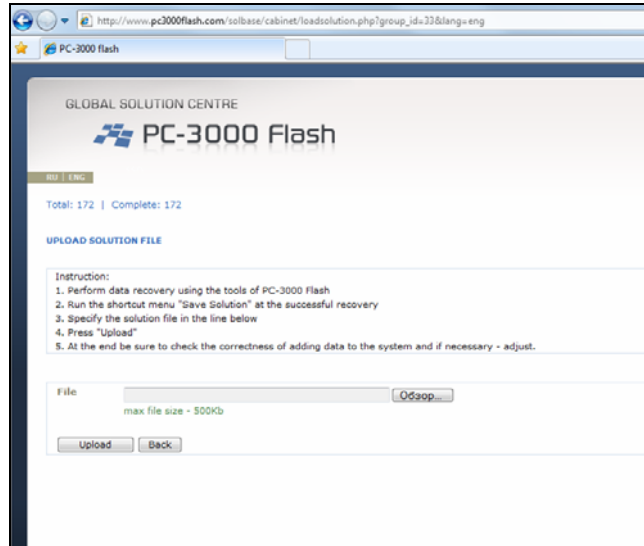 http://www.pc3000flash.com/solbase/cabinet/loadsolution.php?group_id=33&lang=eng
PC-3000 flash
GLOBAL SOLUTION CENTRE
PC-3000 Flash
RU | ENG
Total: 172 | Complete: 172
UPLOAD SOLUTION FILE
Instruction:
1. Perform data recovery using the tools of PC-3000 Flash
2. Run the shortcut menu "Save Solution" at the successful recovery
3. Specify the solution file in the line below
4. Press "Upload"
5. At the end be sure to check the correctness of adding data to the system and if necessary - adjust.
File Обзор...
max file size - 500Kb
Upload Back